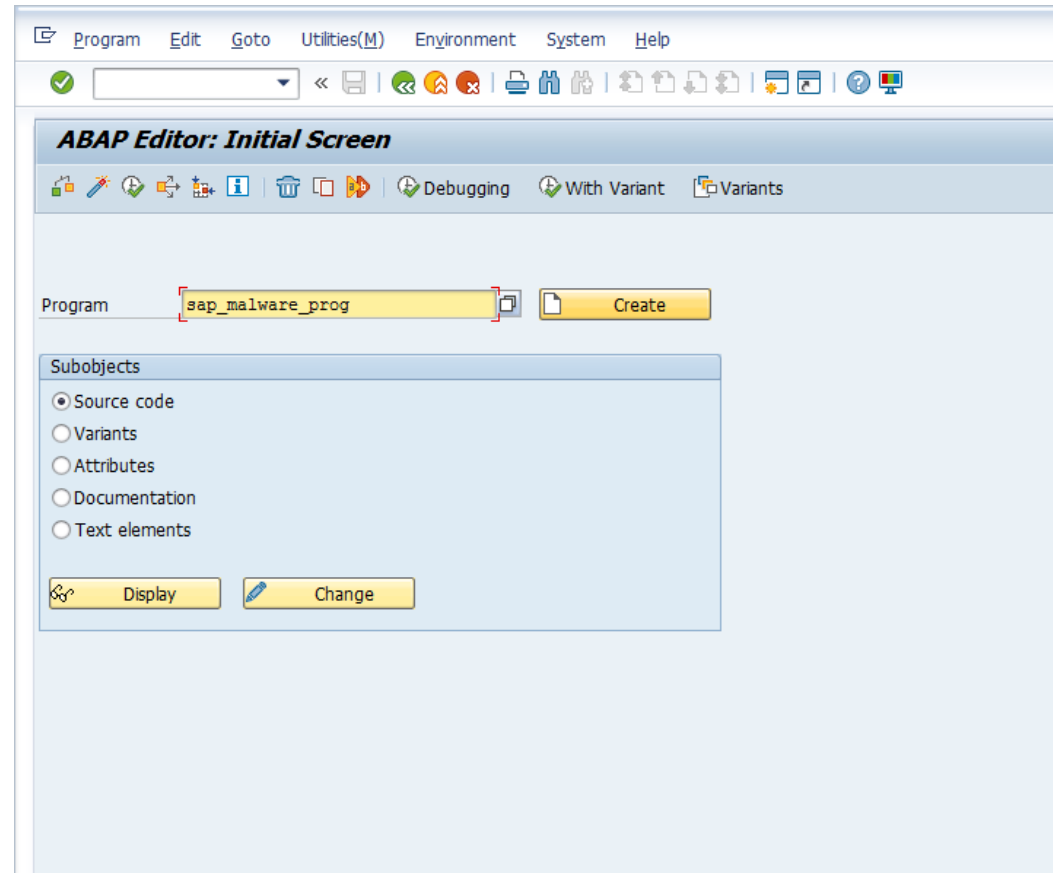 Program Edit Goto Utilities(M) Environment System Help
ABAP Editor: Initial Screen
Debugging With Variant Variants
Program sap_malware_prog Create
Subobjects
Source code
Variants
Attributes
Documentation
Text elements
Display Change